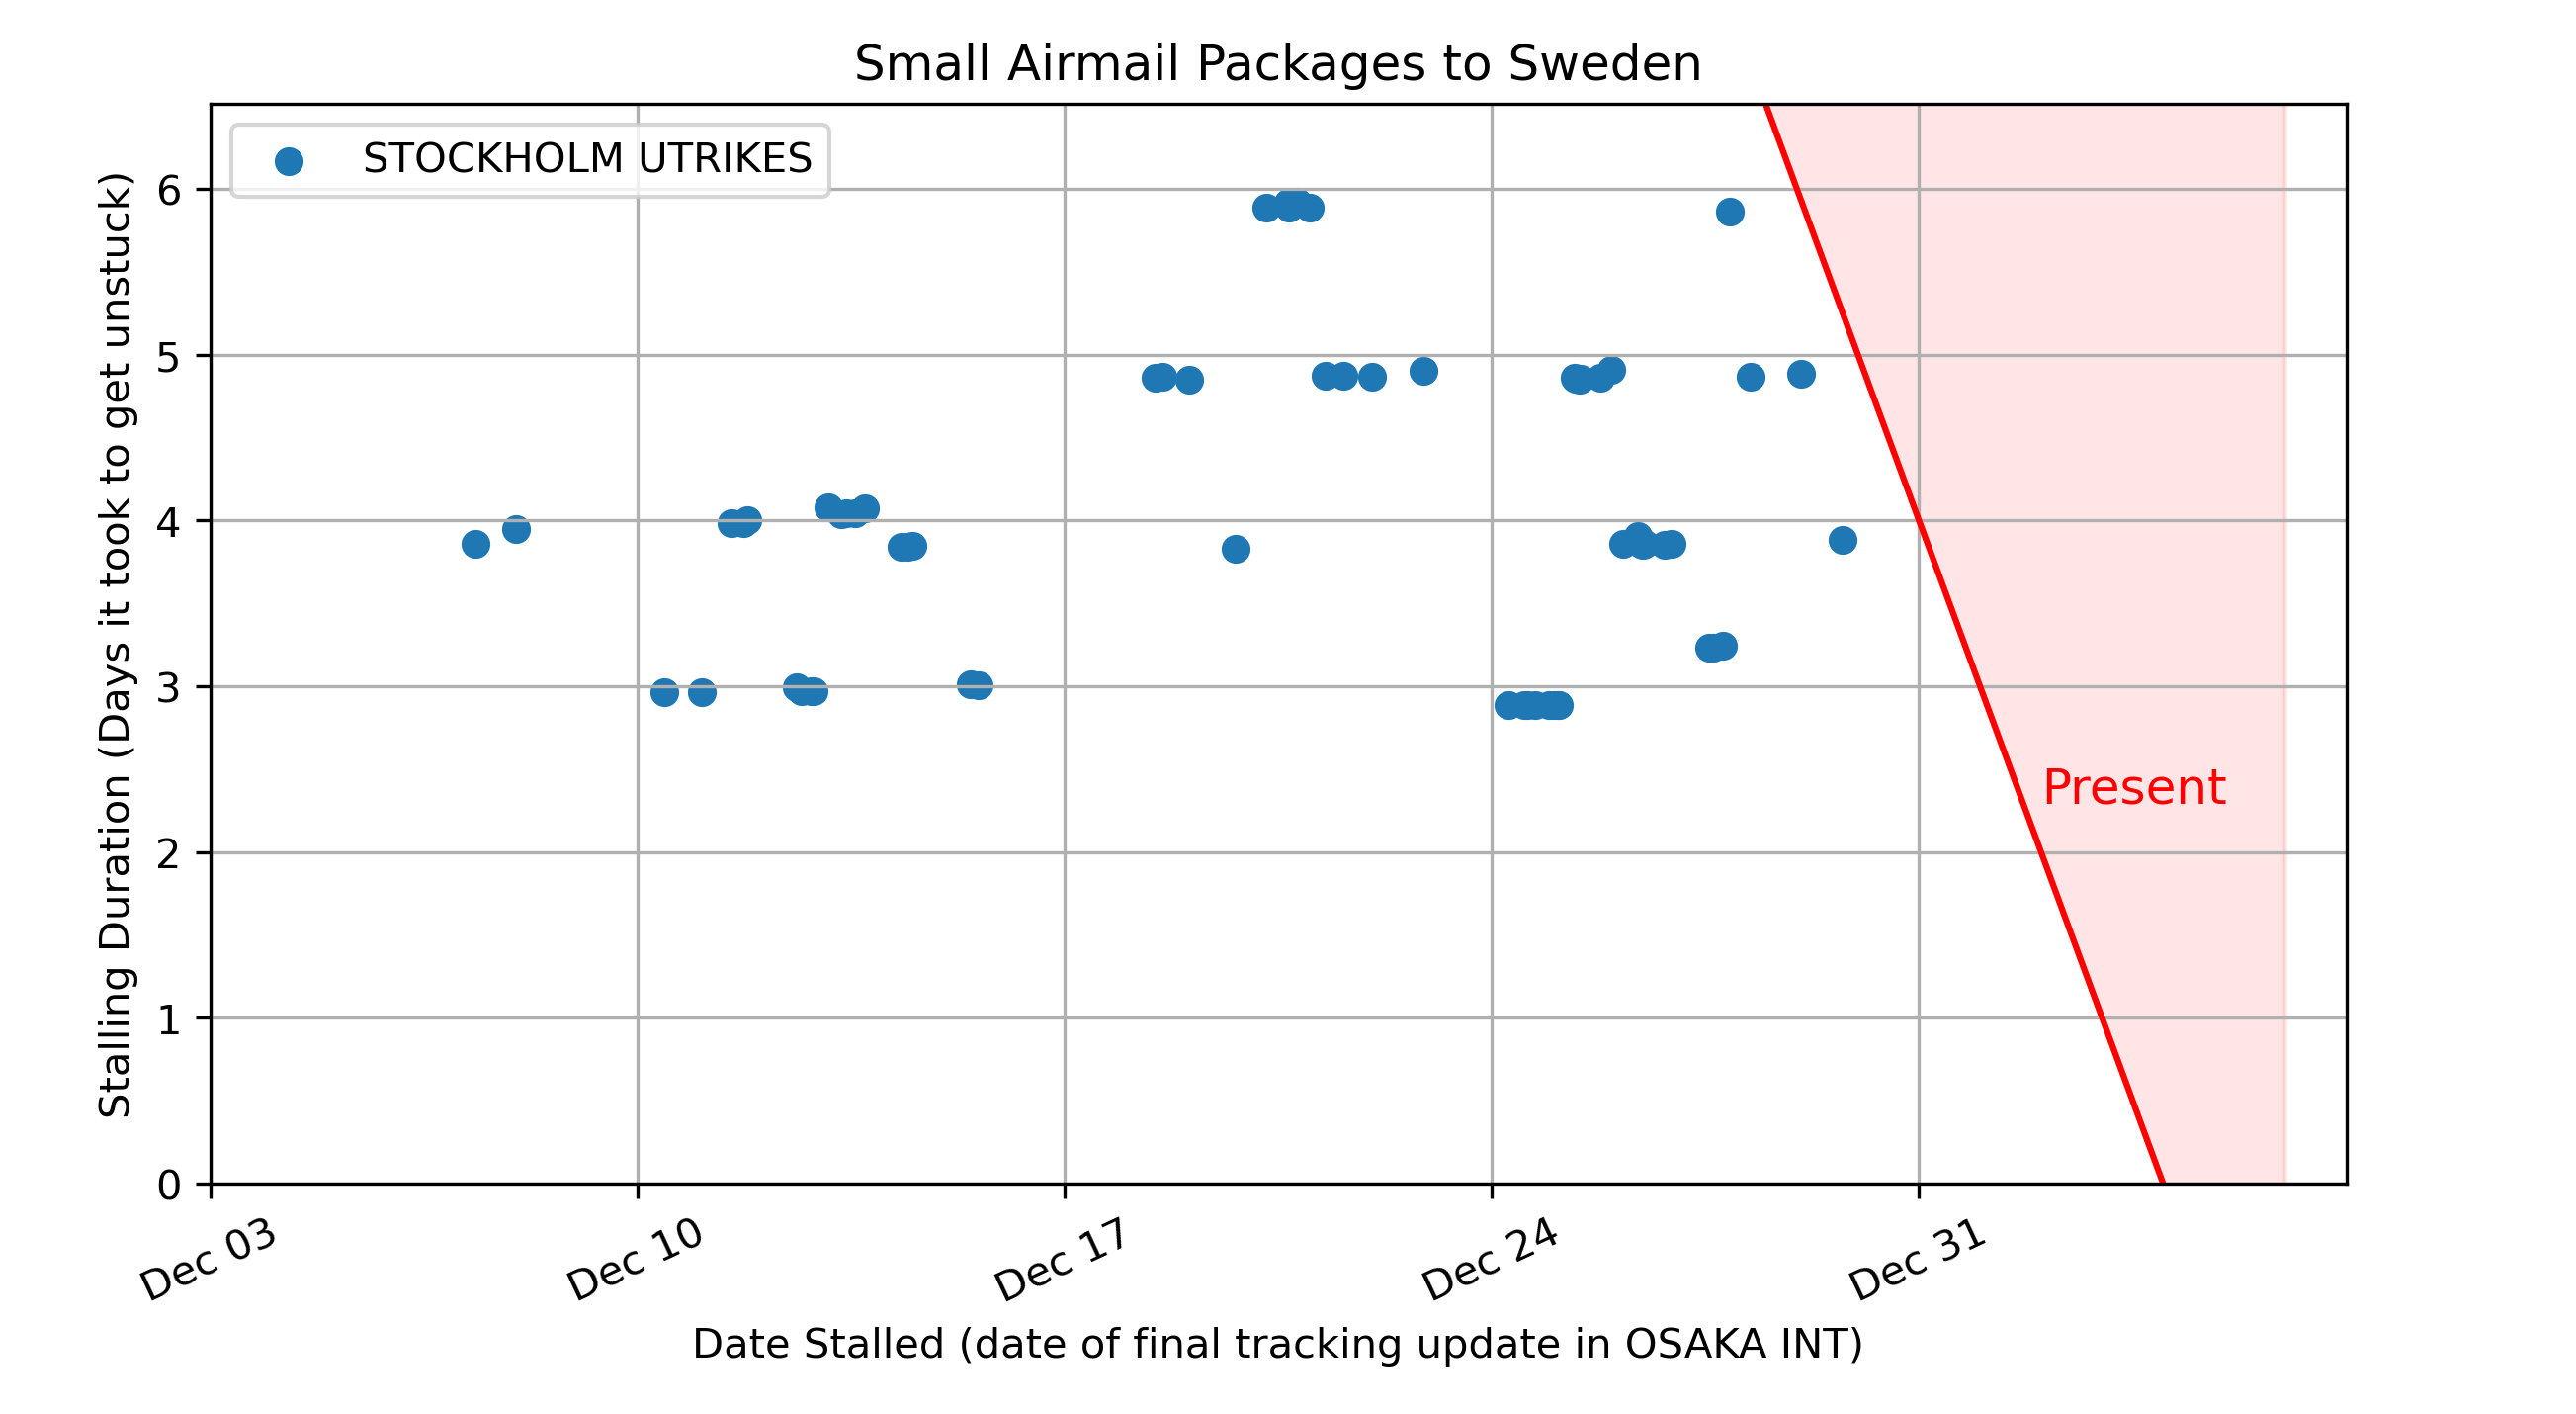 Small Airmail Packages to Sweden
STOCKHOLM UTRIKES
Stalling Duration (Days it took to get unstuck)
6
5
4
3
2
1
0
Present
Dec 03
Dec 10
Dec 17
Dec 24
Dec 31
Date Stalled (date of final tracking update in OSAKA INT)